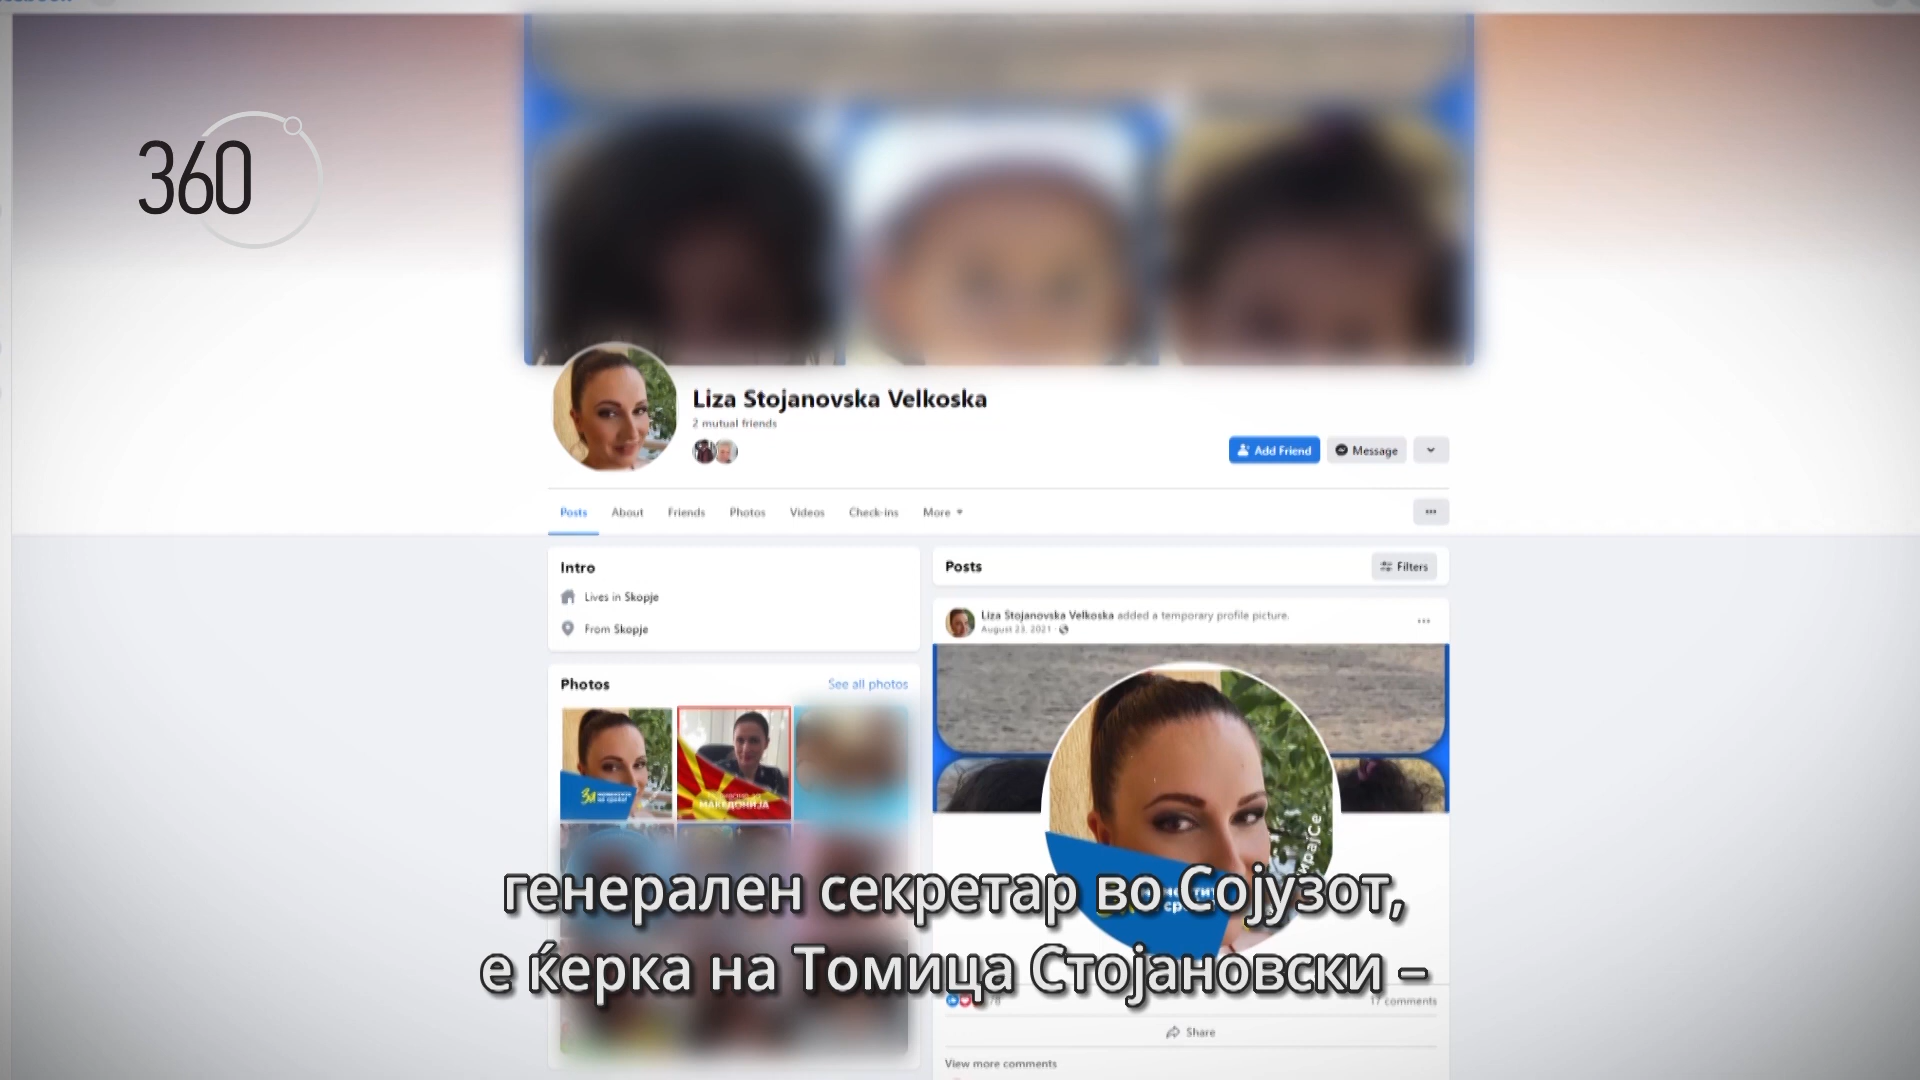 360
Liza Stojanovska Velkoska
2 mutual friends
Add Friend
Message
Posts
About
Friends
Photos
Videos
Check-ins
More
Intro
Lives in Skopje
From Skopje
Posts
Filters
Liza Stojanovska Velkoska added a temporary profile picture.
August 23, 2021
Photos
See all photos
МАКЕДОНИЈА
генерален секретар во Сојузот,
е ќерка на Томица Стојановски –
78
17 comments
Share
View more comments